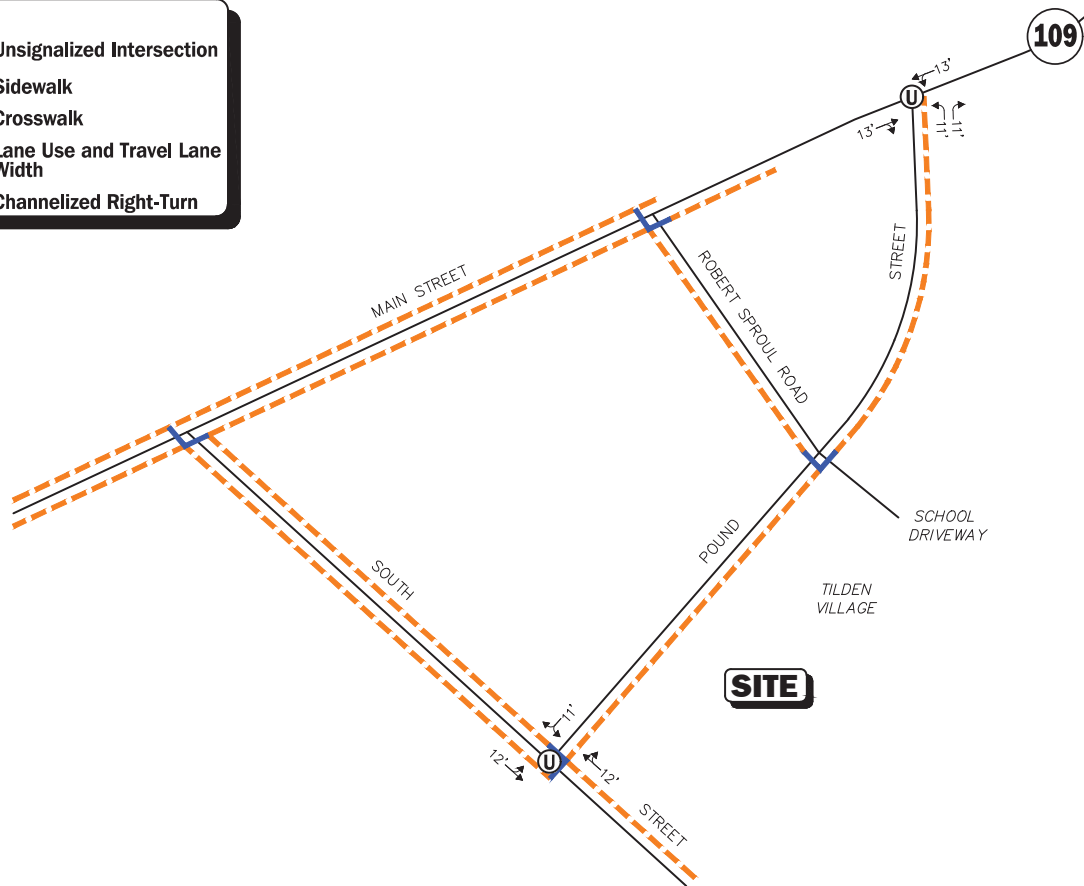 Unsignalized Intersection
Sidewalk
Crosswalk
Lane Use and Travel Lane
Width
Channelized Right-Turn
109
13'
U
13'
11'
11'
MAIN STREET
ROBERT SPROUL ROAD
STREET
SCHOOL
DRIVEWAY
POUND
SOUTH
TILDEN
VILLAGE
SITE
11'
12'
U
12'
STREET